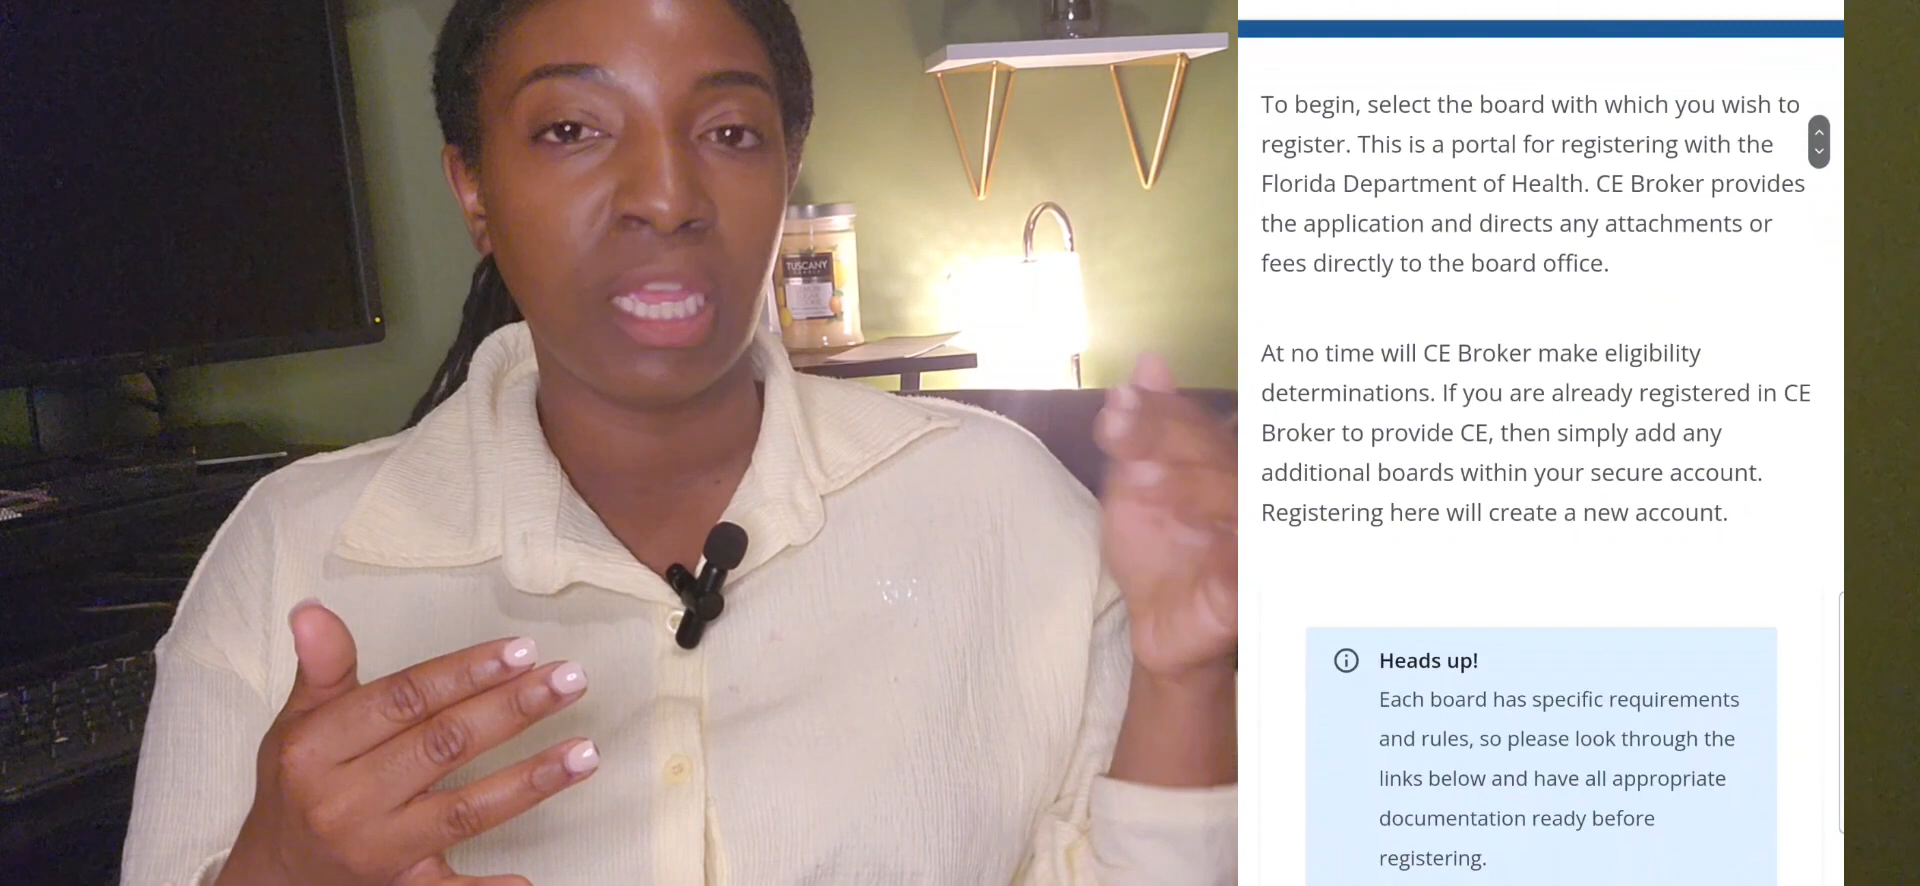 TUSCANY
To begin, select the board with which you wish to
register. This is a portal for registering with the
Florida Department of Health. CE Broker provides
the application and directs any attachments or
fees directly to the board office.
At no time will CE Broker make eligibility
determinations. If you are already registered in CE
Broker to provide CE, then simply add any
additional boards within your secure account.
Registering here will create a new account.
Heads up!
Each board has specific requirements
and rules, so please look through the
links below and have all appropriate
documentation ready before
registering.